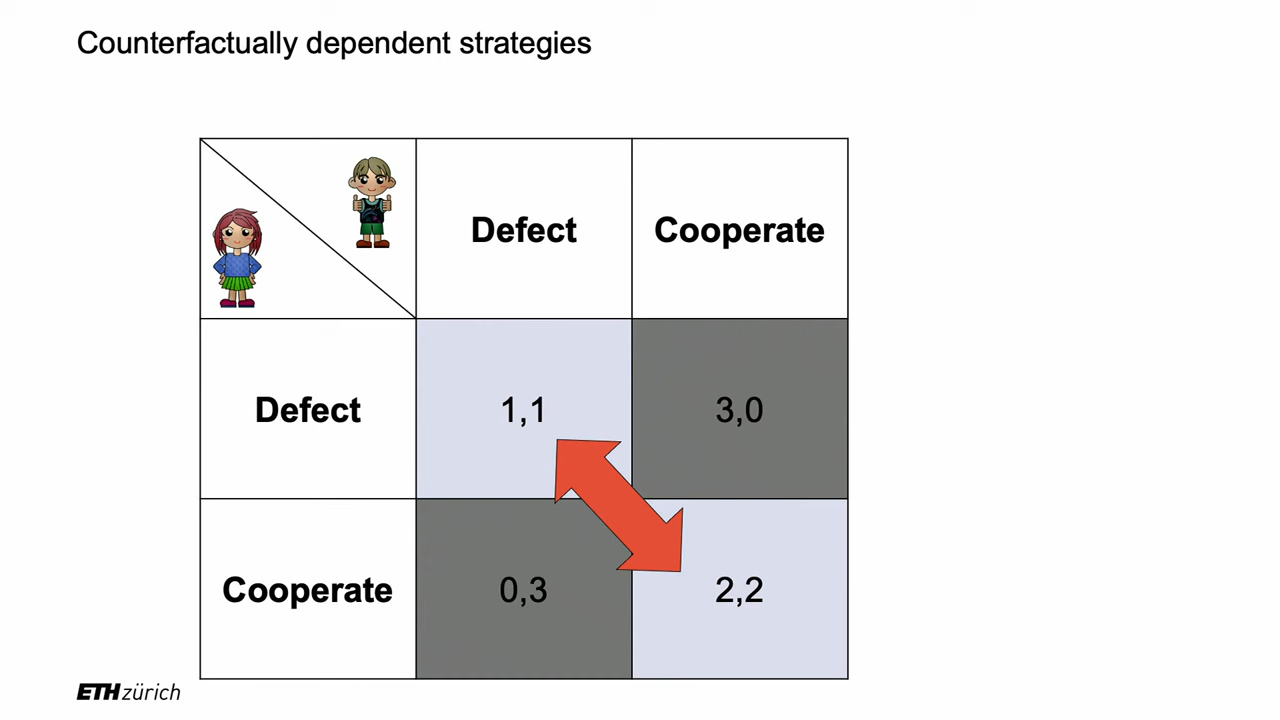 Counterfactually dependent strategies
Defect Cooperate
Defect 1,1 3,0
Cooperate 0,3 2,2
ETH zürich